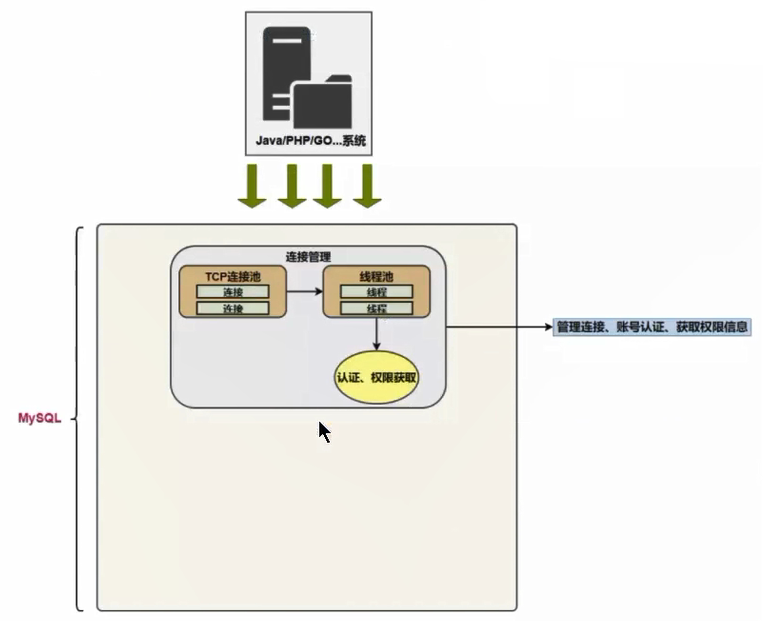 Java/PHP/GO...系统
连接管理
TCP连接池
连接
连接
线程池
线程
线程
认证、权限获取
管理连接、账号认证、获取权限信息
MySQL